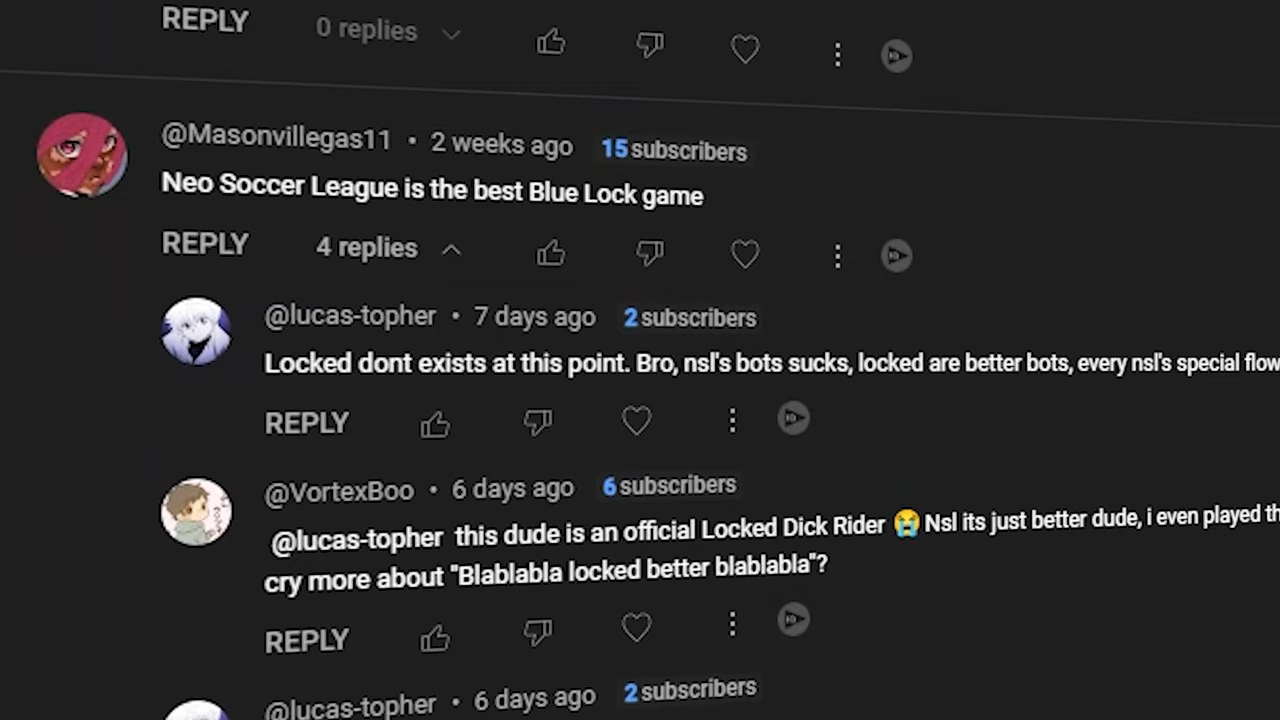 REPLY 0 replies
@Masonvillegas11 • 2 weeks ago 15 subscribers
Neo Soccer League is the best Blue Lock game
REPLY 4 replies
@lucas-topher • 7 days ago 2 subscribers
Locked dont exists at this point. Bro, nsl's bots sucks, locked are better bots, every nsl's special flow
REPLY
@VortexBoo • 6 days ago 6 subscribers
@lucas-topher this dude is an official Locked Dick Rider 😭 Nsl its just better dude, i even played th
cry more about "Blablabla locked better blablabla"?
REPLY
@lucas-topher • 6 days ago 2 subscribers